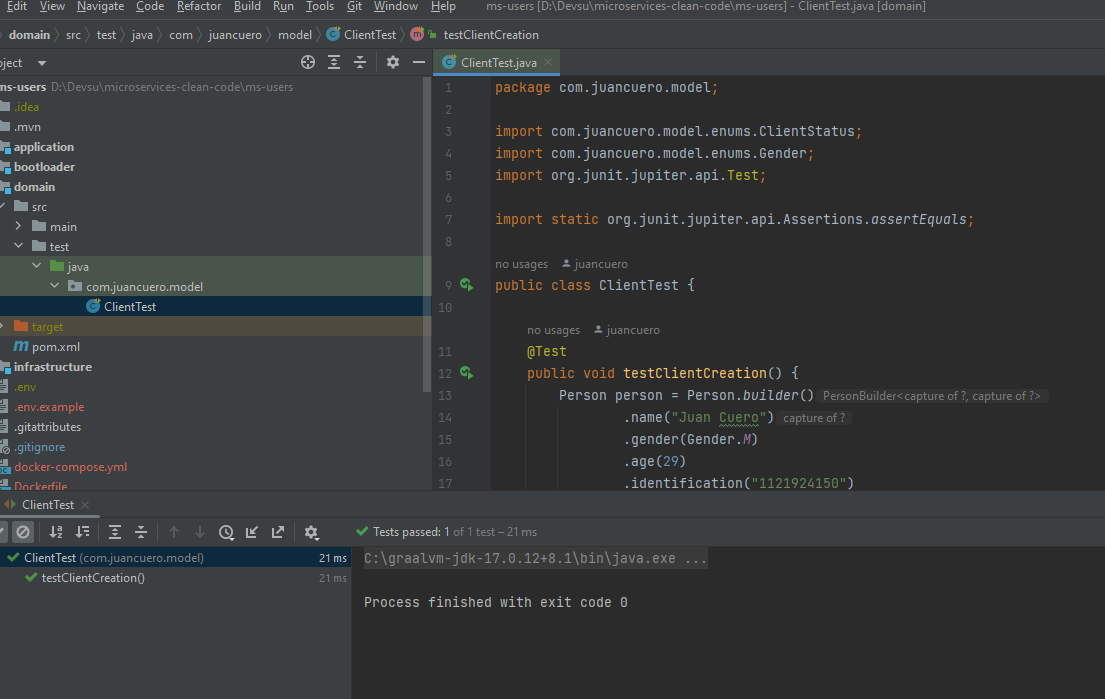 Edit View Navigate Code Refactor Build Run Tools Git Window Help ms-users [D:\Devsu\microservices-clean-code\ms-users] - ClientTest.java [domain]
domain src test java com juancuero model ClientTest testClientCreation
ject
ms-users D:\Devsu\microservices-clean-code\ms-users
.idea
.mvn
application
bootloader
domain
src
main
test
java
com.juancuero.model
ClientTest
target
pom.xml
infrastructure
.env
.env.example
.gitattributes
.gitignore
docker-compose.yml
Dockerfile
ClientTest.java
1 package com.juancuero.model;
2
3 import com.juancuero.model.enums.ClientStatus;
4 import com.juancuero.model.enums.Gender;
5 import org.junit.jupiter.api.Test;
6
7 import static org.junit.jupiter.api.Assertions.assertEquals;
8
no usages juancuero
9 public class ClientTest {
10
no usages juancuero
11 @Test
12 public void testClientCreation() {
13 Person person = Person.builder() PersonBuilder<capture of ?, capture of ?>
14 .name("Juan Cuero") capture of ?
15 .gender(Gender.M)
16 .age(29)
17 .identification("1121924150")
ClientTest
Tests passed: 1 of 1 test – 21 ms
ClientTest (com.juancuero.model) 21 ms
testClientCreation() 21 ms
C:\graalvm-jdk-17.0.12+8.1\bin\java.exe ...
Process finished with exit code 0